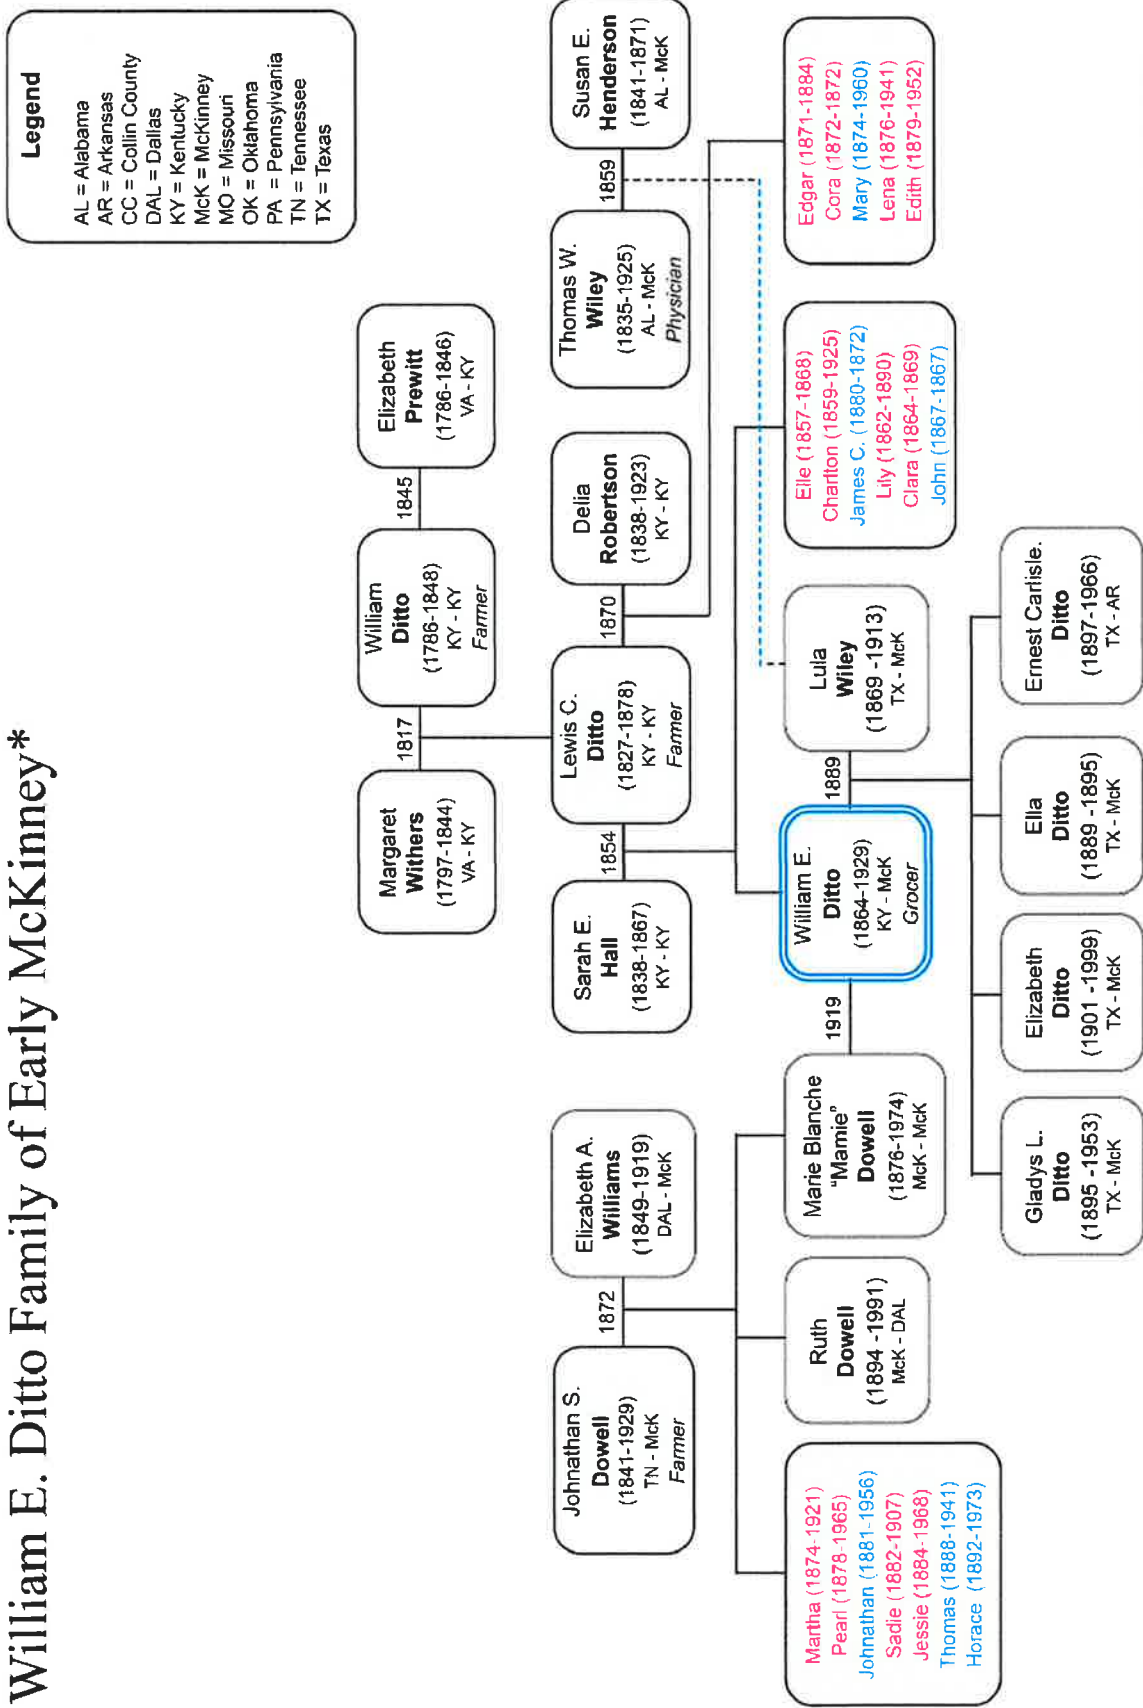 William E. Ditto Family of Early McKinney*
Legend
AL = Alabama
AR = Arkansas
CC = Collin County
DAL = Dallas
KY = Kentucky
McK = McKinney
MO = Missouri
OK = Oklahoma
PA = Pennsylvania
TN = Tennessee
TX = Texas
Margaret
Withers
(1797-1844)
VA - KY
1817
William
Ditto
(1786-1848)
KY - KY
Farmer
1845
Elizabeth
Prewitt
(1786-1846)
VA - KY
Johnathan S.
Dowell
(1841-1929)
TN - McK
Farmer
1872
Elizabeth A.
Williams
(1849-1919)
DAL - McK
Sarah E.
Hall
(1838-1867)
KY - KY
1854
Lewis C.
Ditto
(1827-1878)
KY - KY
Farmer
1870
Delia
Robertson
(1838-1923)
KY - KY
Thomas W.
Wiley
(1835-1925)
AL - McK
Physician
1859
Susan E.
Henderson
(1841-1871)
AL - McK
Martha (1874-1921)
Pearl (1878-1965)
Johnathan (1881-1956)
Sadie (1882-1907)
Jessie (1884-1968)
Thomas (1888-1941)
Horace (1892-1973)
Ruth
Dowell
(1894 -1991)
McK - DAL
Marie Blanche
"Mamie"
Dowell
(1876-1974)
McK - McK
1919
William E.
Ditto
(1864-1929)
KY - McK
Grocer
1889
Lula
Wiley
(1869 -1913)
TX - McK
Elle (1857-1868)
Charlton (1859-1925)
James C. (1880-1872)
Lily (1862-1890)
Clara (1864-1869)
John (1867-1867)
Edgar (1871-1884)
Cora (1872-1872)
Mary (1874-1960)
Lena (1876-1941)
Edith (1879-1952)
Gladys L.
Ditto
(1895 -1953)
TX - McK
Elizabeth
Ditto
(1901 -1999)
TX - McK
Ella
Ditto
(1889 -1895)
TX - McK
Ernest Carlisle.
Ditto
(1897-1966)
TX - AR